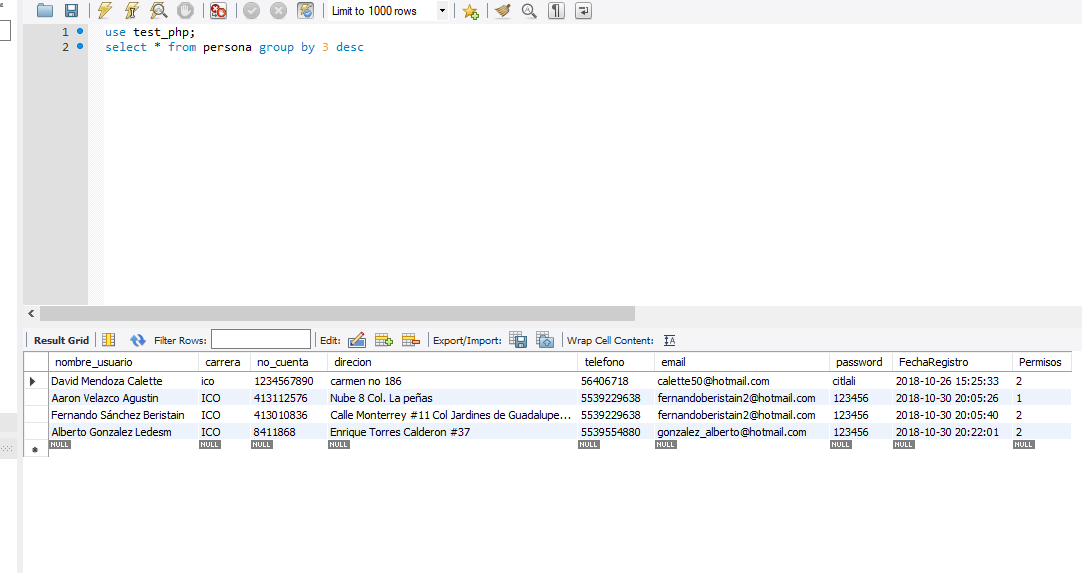 Limit to 1000 rows
1 use test_php;
2 select * from persona group by 3 desc
Result Grid Filter Rows: Edit: Export/Import: Wrap Cell Content:
nombre_usuario carrera no_cuenta direcion telefono email password FechaRegistro Permisos
David Mendoza Calette ico 1234567890 carmen no 186 56406718 calette50@hotmail.com citlali 2018-10-26 15:25:33 2
Aaron Velazco Agustin ICO 413112576 Nube 8 Col. La peñas 5539229638 fernandoberistain2@hotmail.com 123456 2018-10-30 20:05:26 1
Fernando Sánchez Beristain ICO 413010836 Calle Monterrey #11 Col Jardines de Guadalupe... 5539229638 fernandoberistain2@hotmail.com 123456 2018-10-30 20:05:40 2
Alberto Gonzalez Ledesm ICO 8411868 Enrique Torres Calderon #37 5539554880 gonzalez_alberto@hotmail.com 123456 2018-10-30 20:22:01 2
NULL NULL NULL NULL NULL NULL NULL NULL NULL